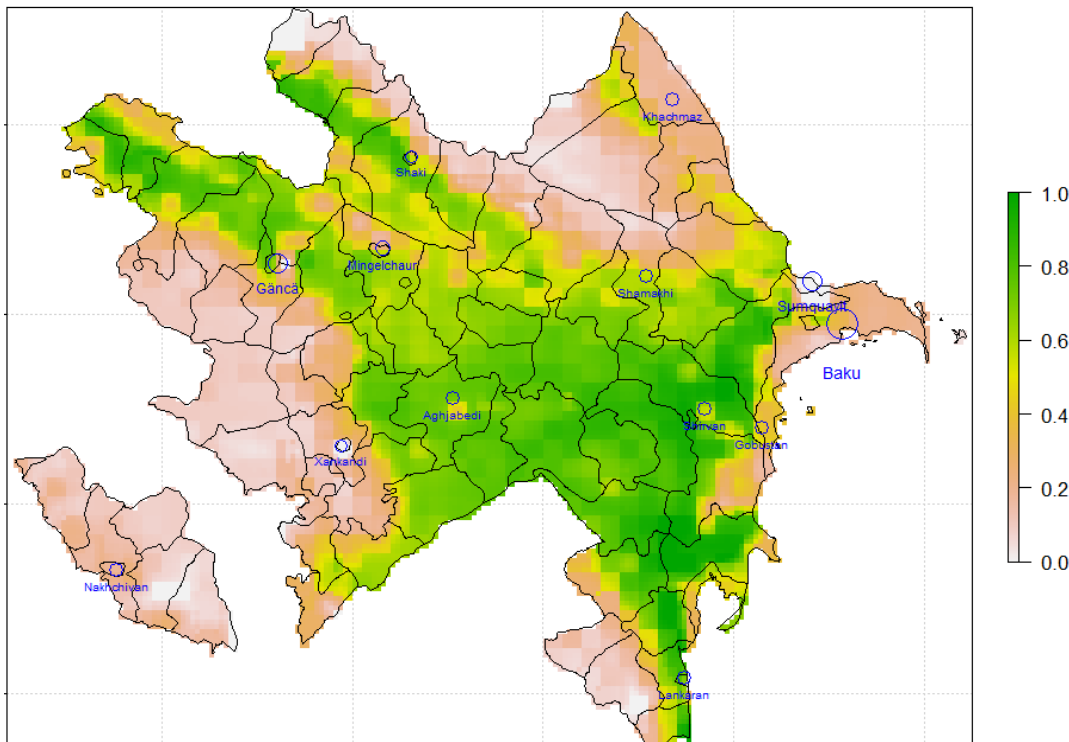 Khachmaz
Shaki
Mingelchaur
Gäncä
Shamakhi
Sumquayit
Baku
Aghjabedi
Shirvan
Gobustan
Xankandi
Nakhchivan
Lankaran
1.0
0.8
0.6
0.4
0.2
0.0